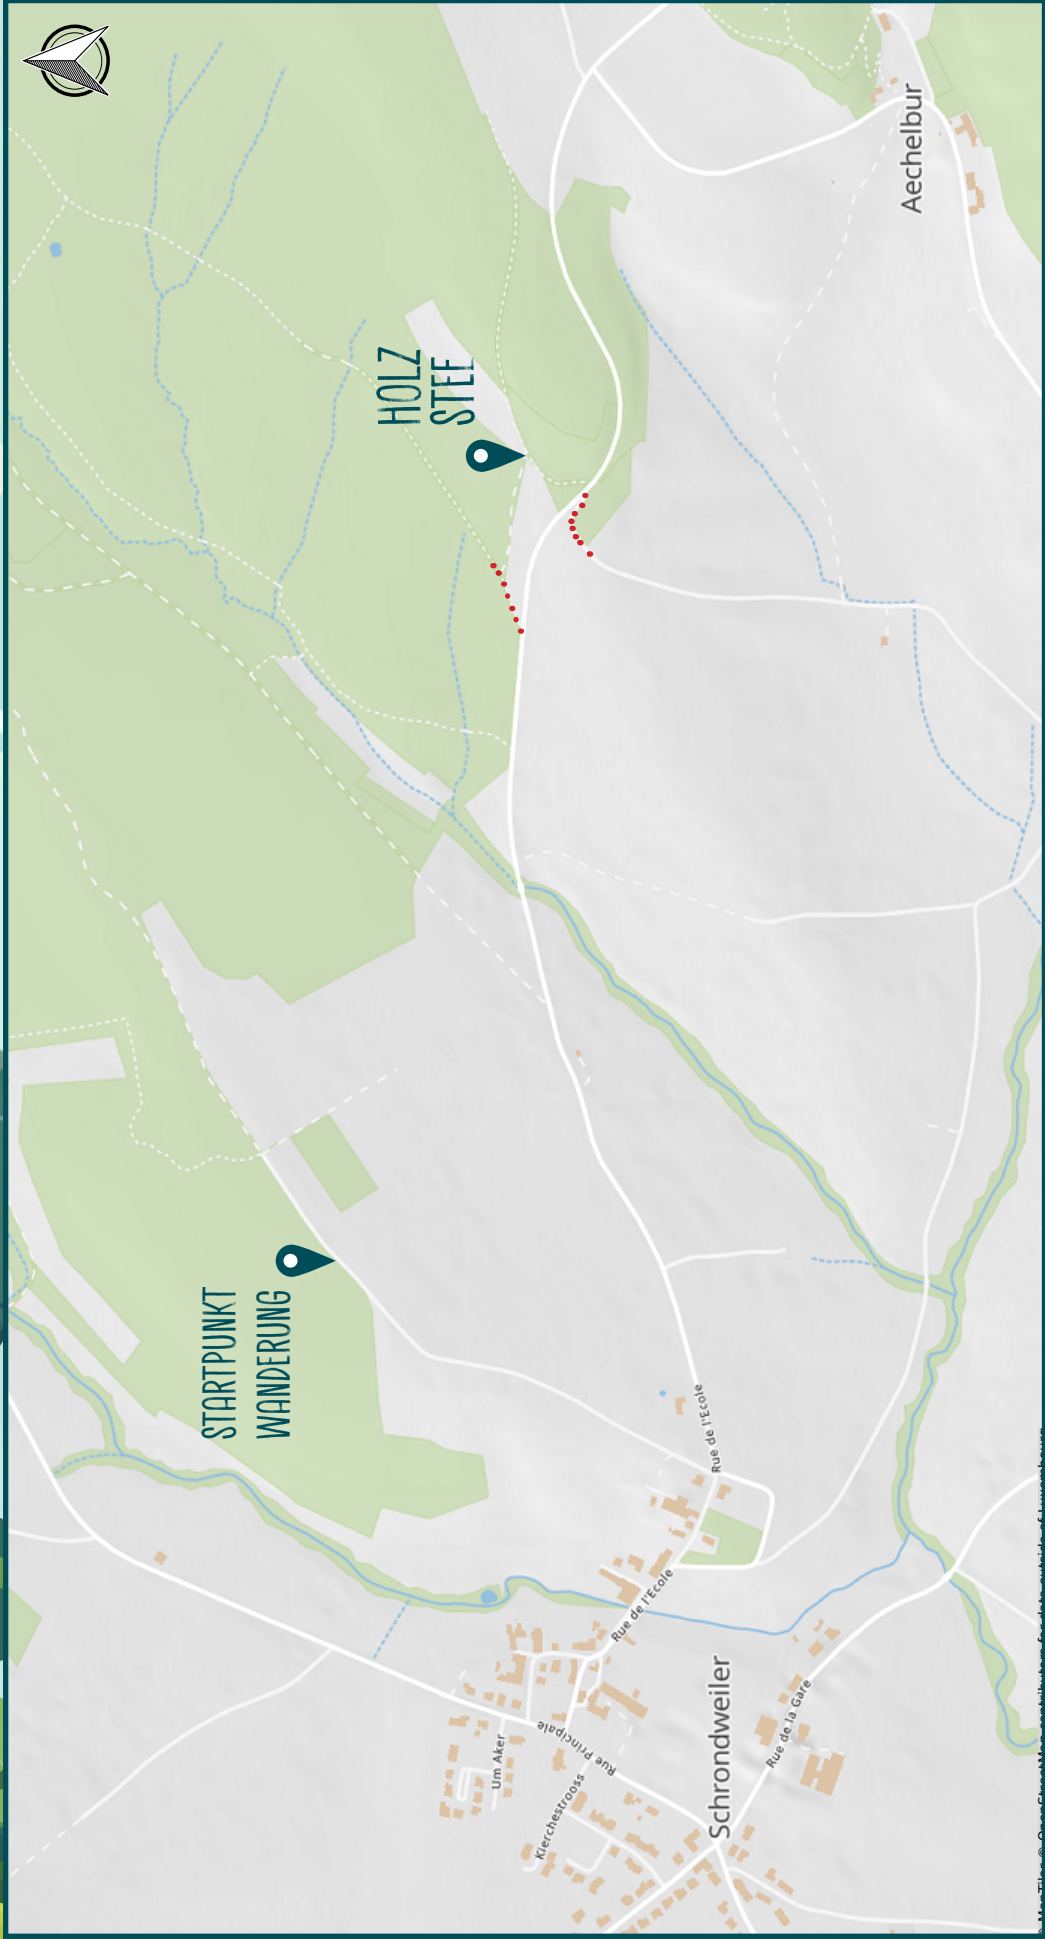 HOLZ
STEF
Aechelbur
STARTPUNKT
WANDERUNG
Rue de l'Ecole
Rue de l'Ecole
Um Aker
Rue Principale
Kierchestrooss
Schrondweiler
Rue de la Gare